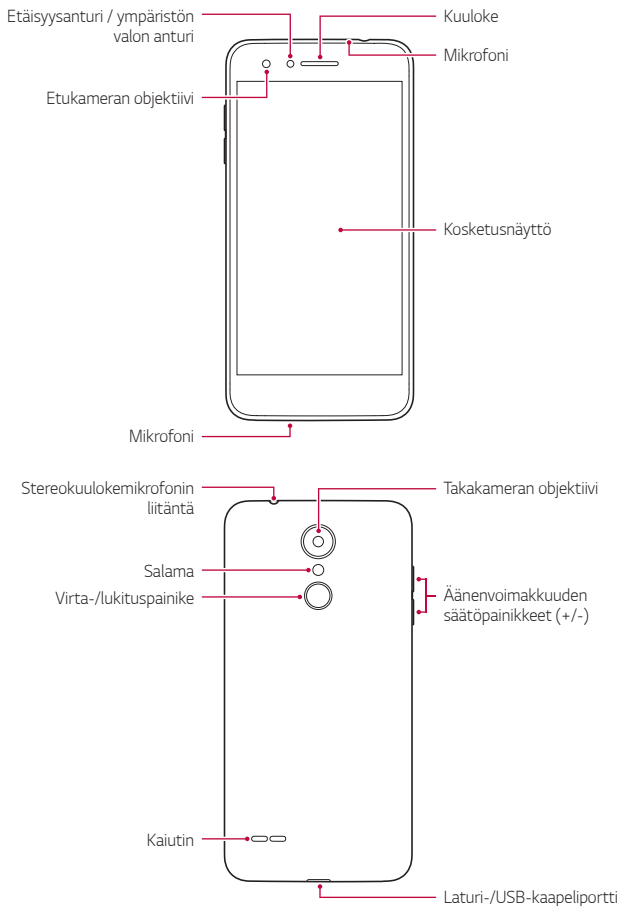 Etäisyysanturi / ympäristön
valon anturi
Kuuloke
Mikrofoni
Etukameran objektiivi
Kosketusnäyttö
Mikrofoni
Stereokuulokemikrofonin
liitäntä
Takakameran objektiivi
Salama
Virta-/lukituspainike
Äänenvoimakkuuden
säätöpainikkeet (+/-)
Kaiutin
Laturi-/USB-kaapeliportti